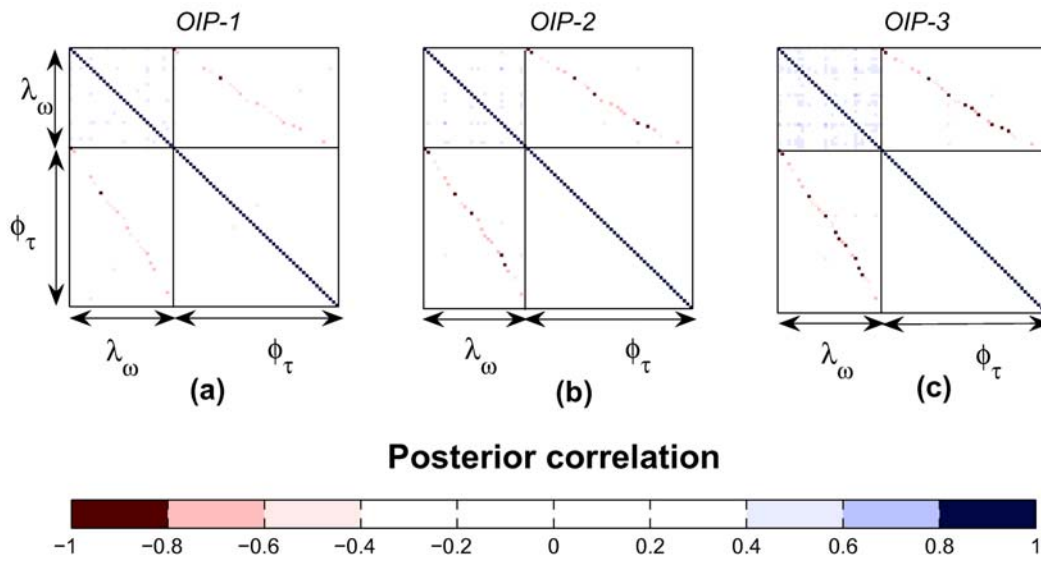 OIP-1 OIP-2 OIP-3
λω
ϕτ
λω ϕτ λω ϕτ λω ϕτ
(a) (b) (c)
Posterior correlation
−1 −0.8 −0.6 −0.4 −0.2 0 0.2 0.4 0.6 0.8 1